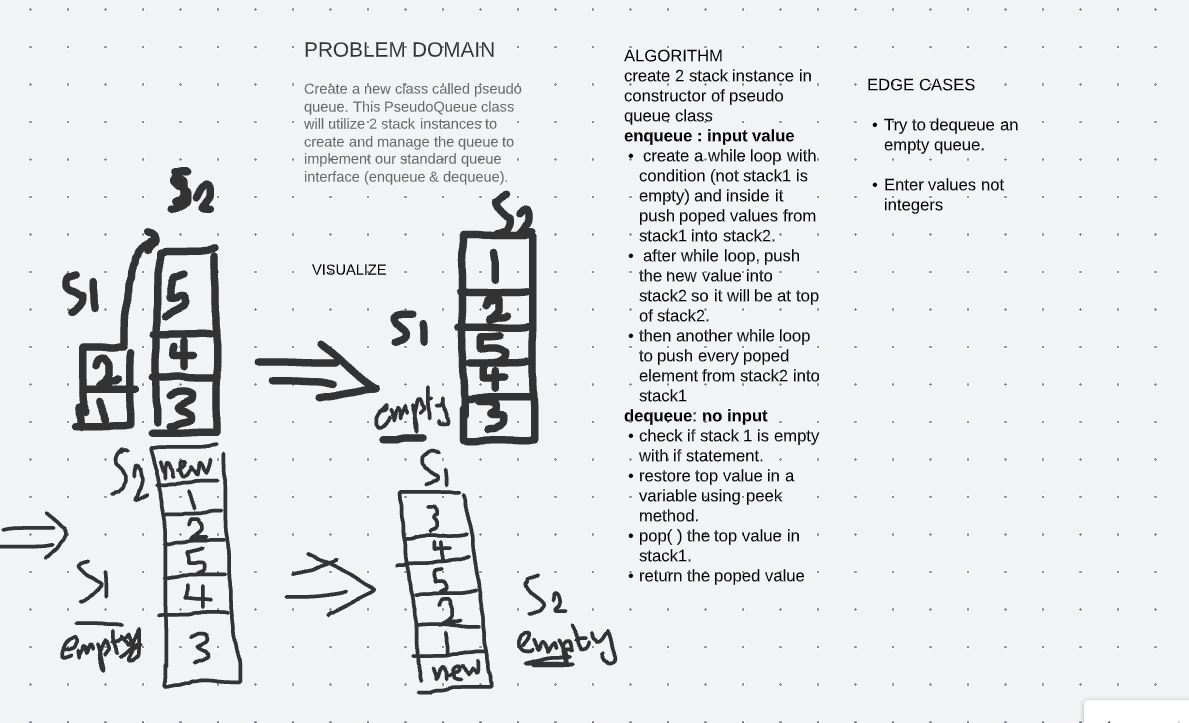 PROBLEM DOMAIN
Create a new class called pseudo
queue. This PseudoQueue class
will utilize 2 stack instances to
create and manage the queue to
implement our standard queue
interface (enqueue & dequeue).
VISUALIZE
S2
S1
5
4
3
2
1
S2
1
2
5
4
3
S1
empty
S2
new
1
2
5
4
3
S1
empty
S1
3
4
5
2
1
new
S2
empty
ALGORITHM
create 2 stack instance in
constructor of pseudo
queue class
enqueue : input value
• create a while loop with
condition (not stack1 is
empty) and inside it
push poped values from
stack1 into stack2.
• after while loop, push
the new value into
stack2 so it will be at top
of stack2.
• then another while loop
to push every poped
element from stack2 into
stack1
dequeue: no input
• check if stack 1 is empty
with if statement.
• restore top value in a
variable using peek
method.
• pop( ) the top value in
stack1.
• return the poped value
EDGE CASES
• Try to dequeue an
empty queue.
• Enter values not
integers